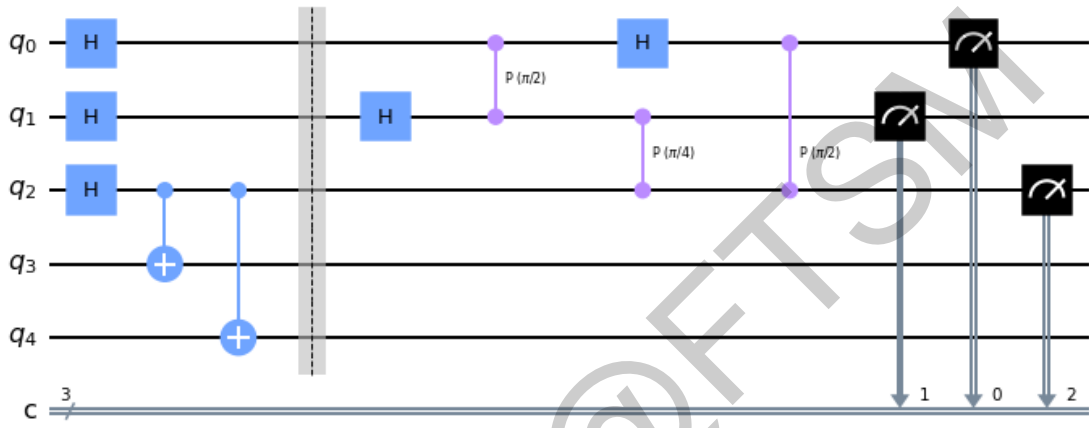 q0 H H
P (π/2)
q1 H H
P (π/4) P (π/2)
q2 H
q3
q4
3 1 0 2
c
@FTSM